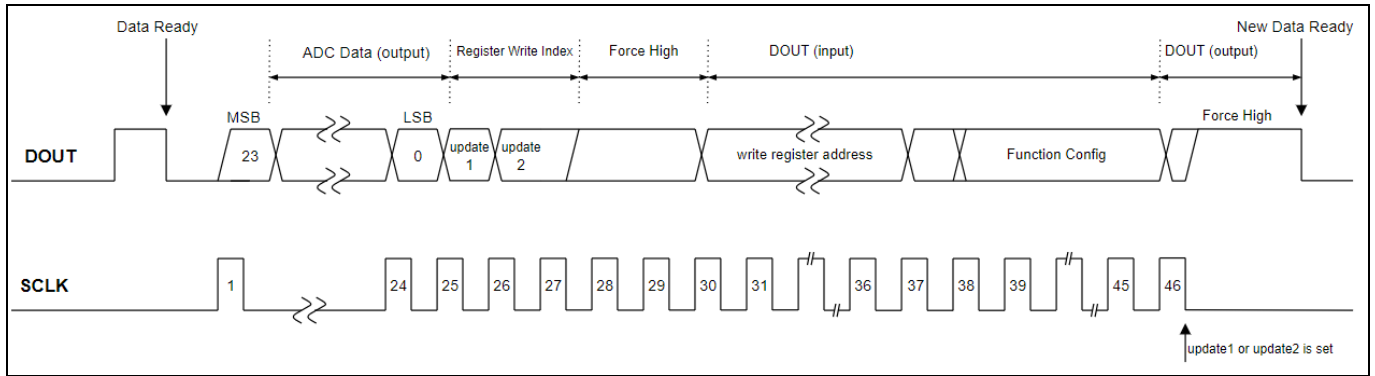 Data Ready
New Data Ready
ADC Data (output)
Register Write Index
Force High
DOUT (input)
DOUT (output)
MSB
LSB
Force High
DOUT
23
0
update
1
update
2
write register address
Function Config
SCLK
1
24
25
26
27
28
29
30
31
36
37
38
39
45
46
update1 or update2 is set